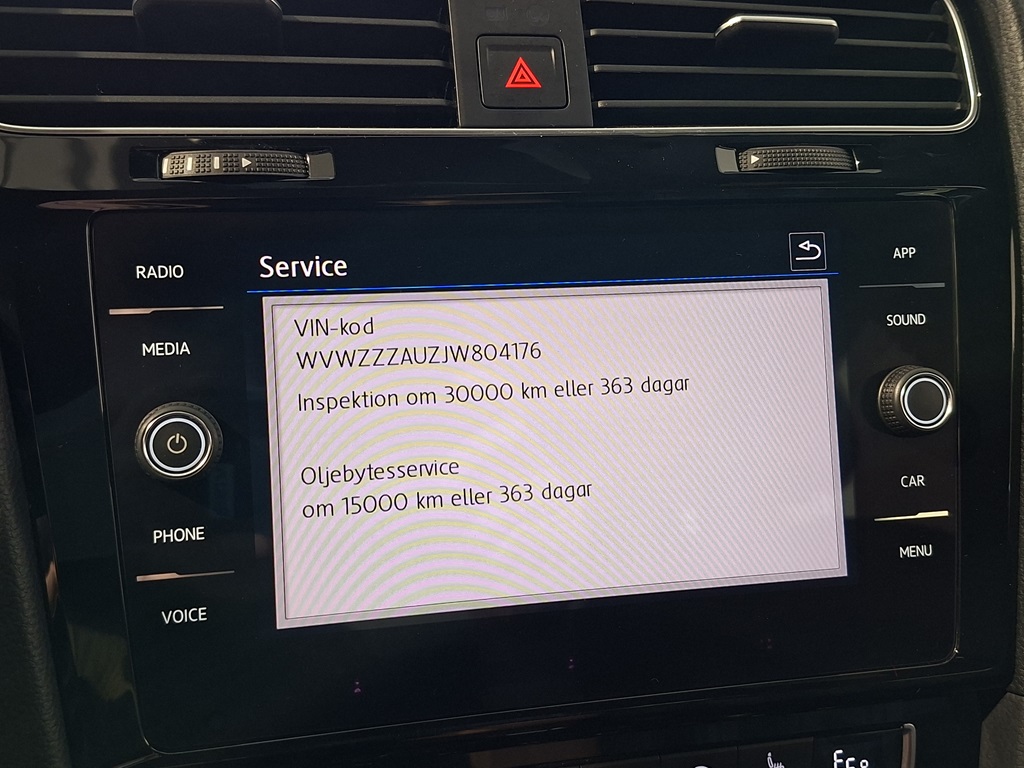 RADIO
MEDIA
PHONE
VOICE
Service
VIN-kod
WVWZZZAUZJW804176
Inspektion om 30000 km eller 363 dagar
Oljebytesservice
om 15000 km eller 363 dagar
APP
SOUND
CAR
MENU